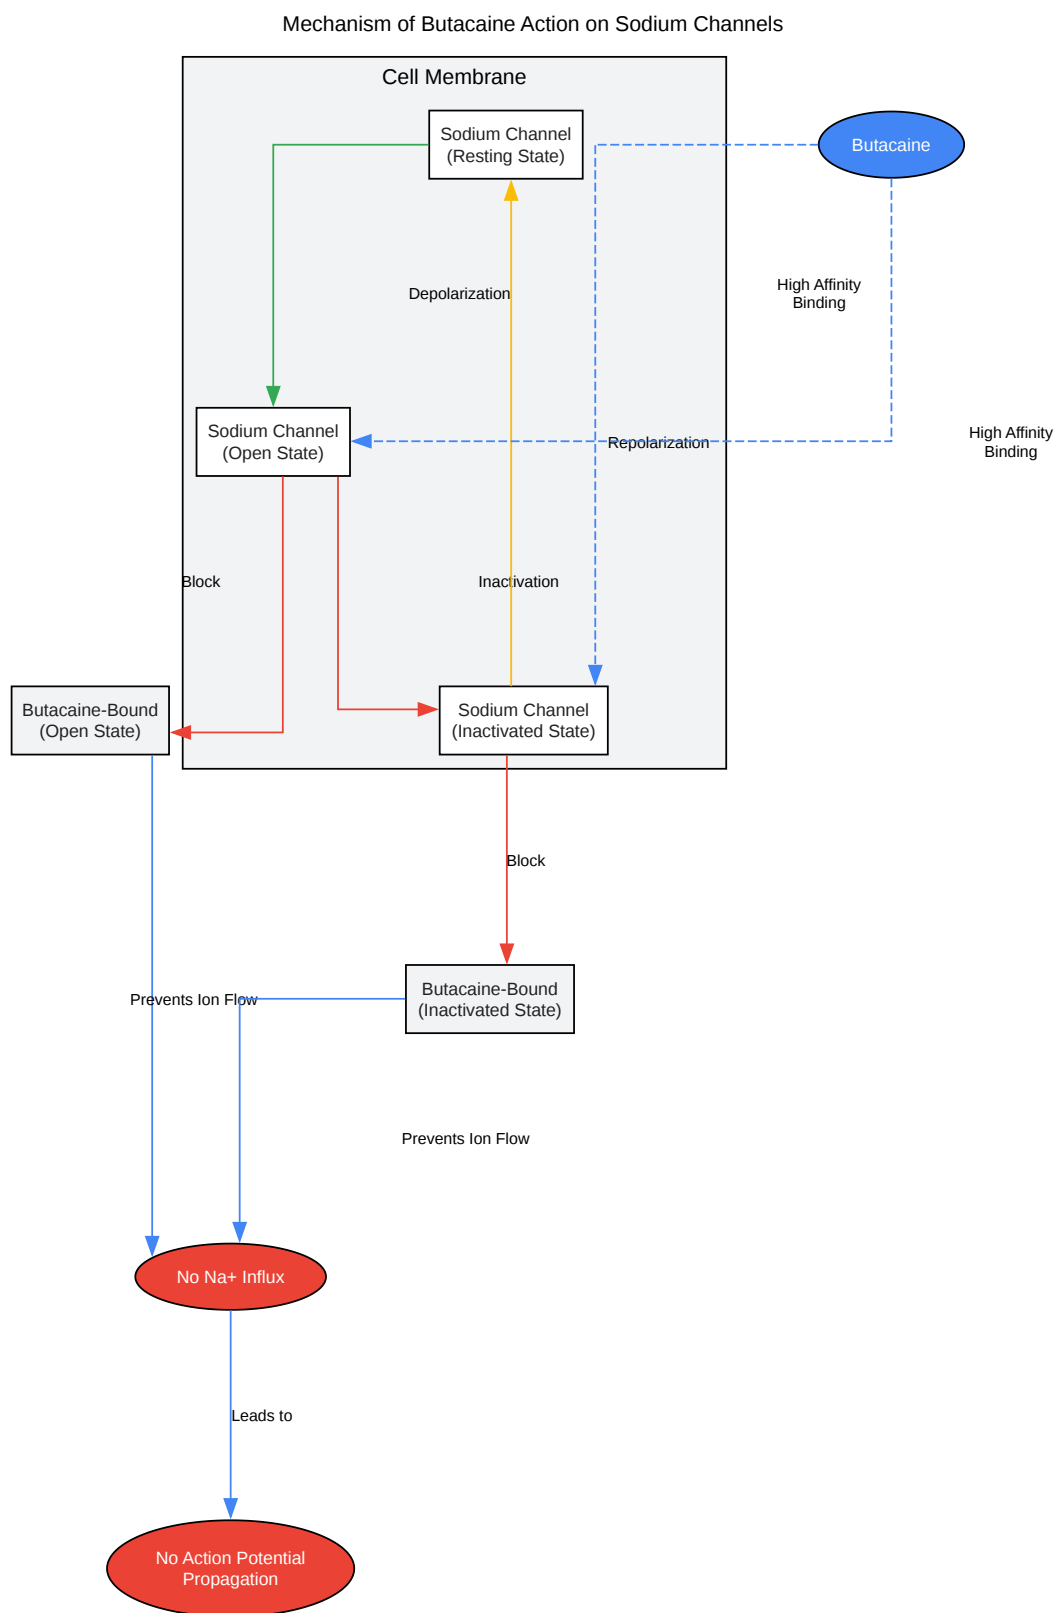 Mechanism of Butacaine Action on Sodium Channels
Cell Membrane
Sodium Channel
(Resting State)
Butacaine
Depolarization
High Affinity
Binding
Sodium Channel
(Open State)
Repolarization
High Affinity
Binding
Block
Inactivation
Butacaine-Bound
(Open State)
Sodium Channel
(Inactivated State)
Block
Butacaine-Bound
(Inactivated State)
Prevents Ion Flow
Prevents Ion Flow
No Na+ Influx
Leads to
No Action Potential
Propagation